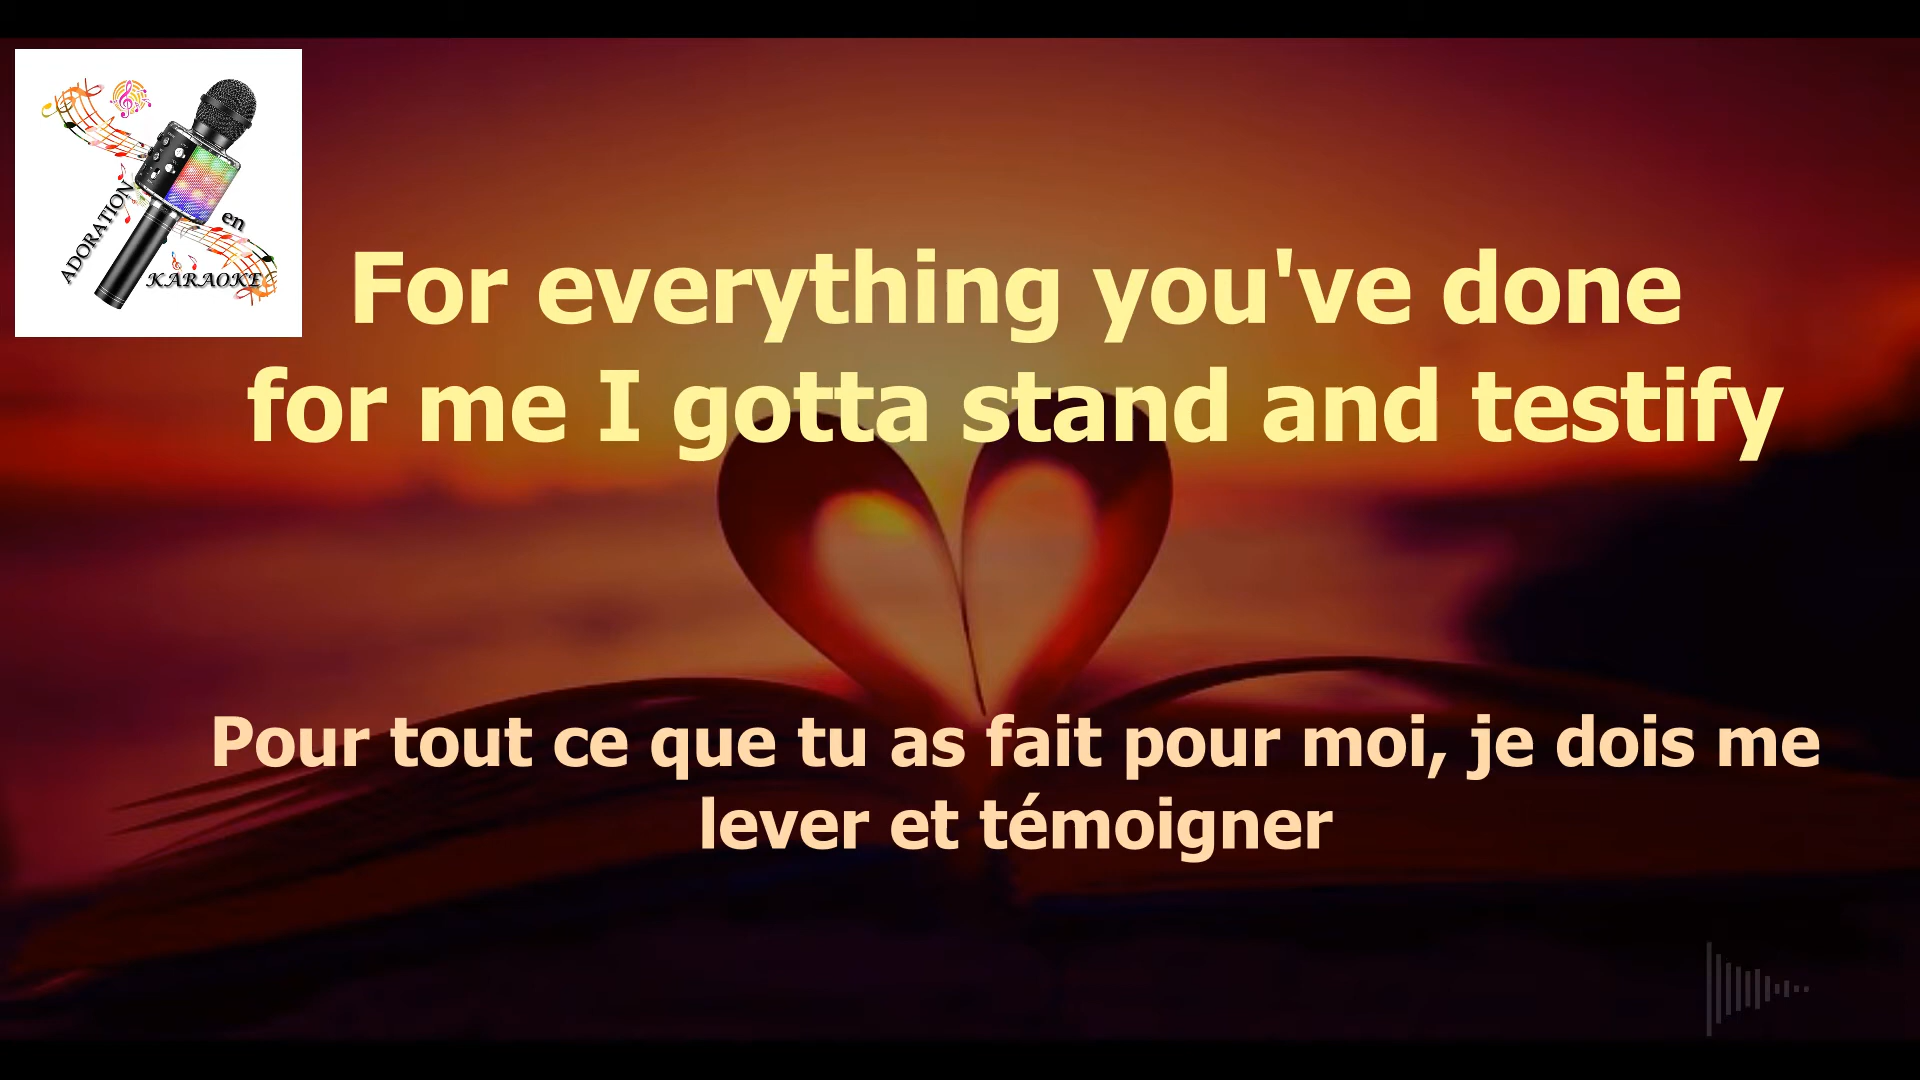 ADORATION
en
KARAOKE
For everything you've done
for me I gotta stand and testify
Pour tout ce que tu as fait pour moi, je dois me
lever et témoigner